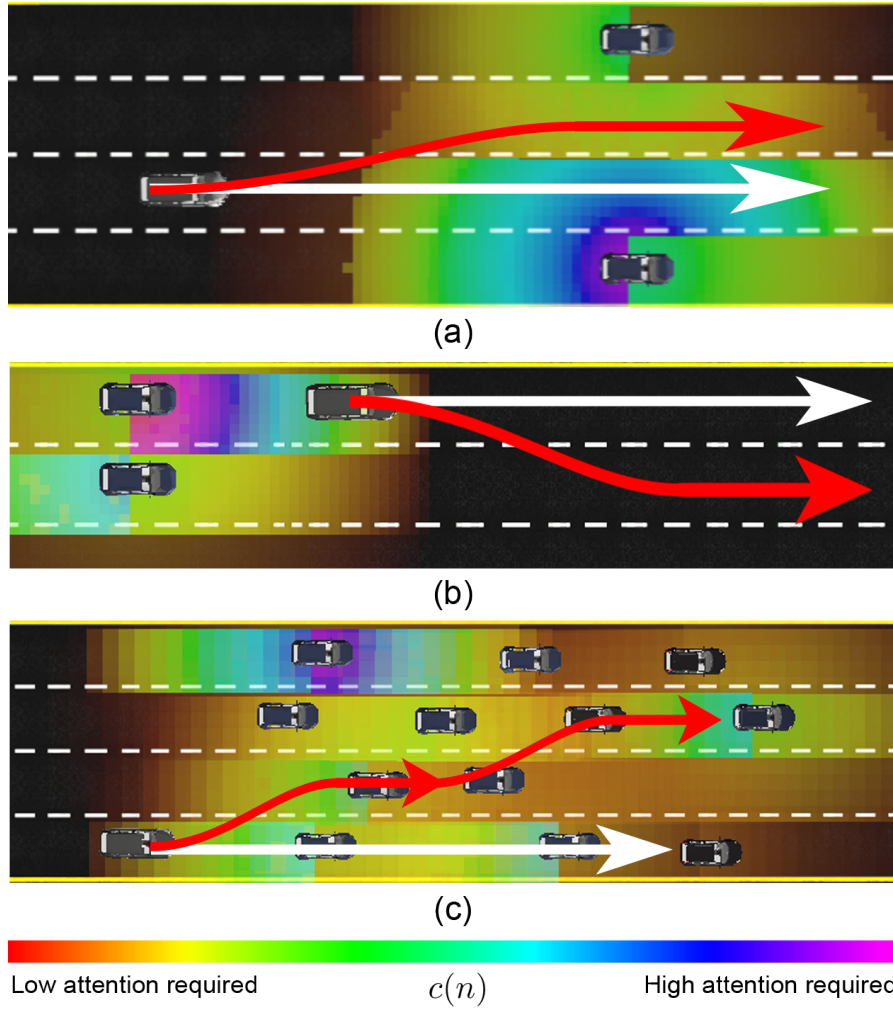 (a)
(b)
(c)
Low attention required c(n) High attention required